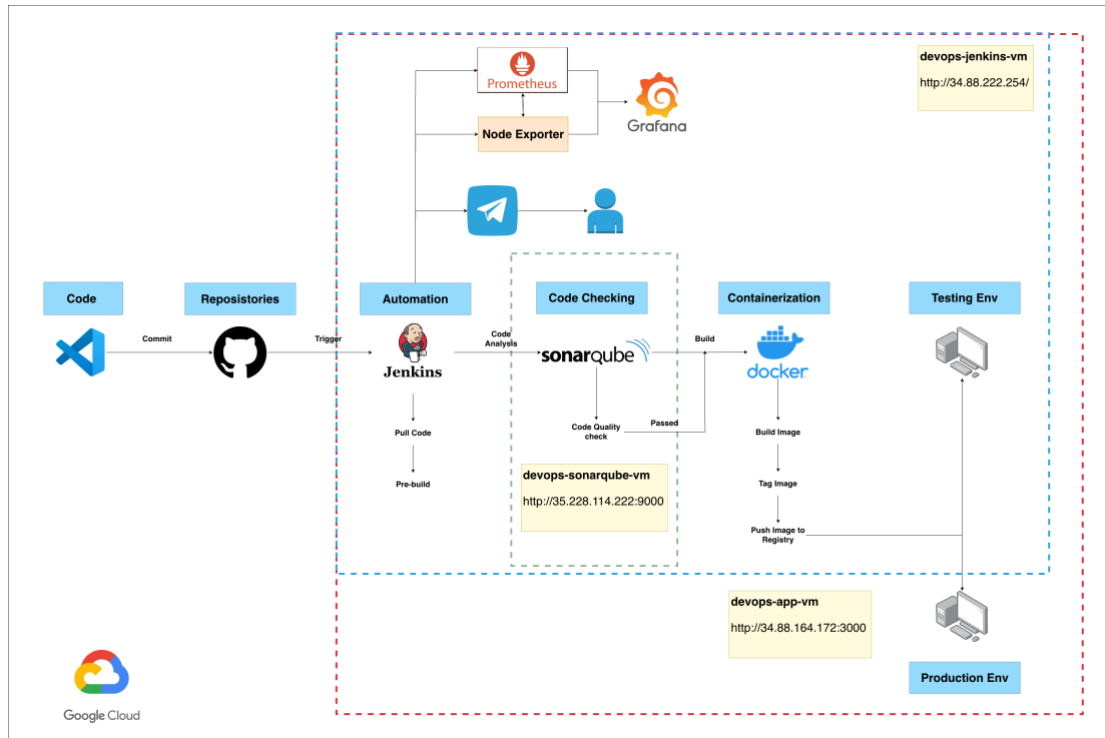 devops-jenkins-vm
http://34.88.222.254/
Prometheus
Node Exporter
Grafana
Code
Reposistories
Automation
Code Checking
Containerization
Testing Env
Commit
Trigger
Jenkins
Code
Analysis
sonarqube
Build
docker
Pull Code
Pre-build
Code Quality
check
Passed
Build Image
Tag Image
Push Image to
Registry
devops-sonarqube-vm
http://35.228.114.222:9000
devops-app-vm
http://34.88.164.172:3000
Production Env
Google Cloud